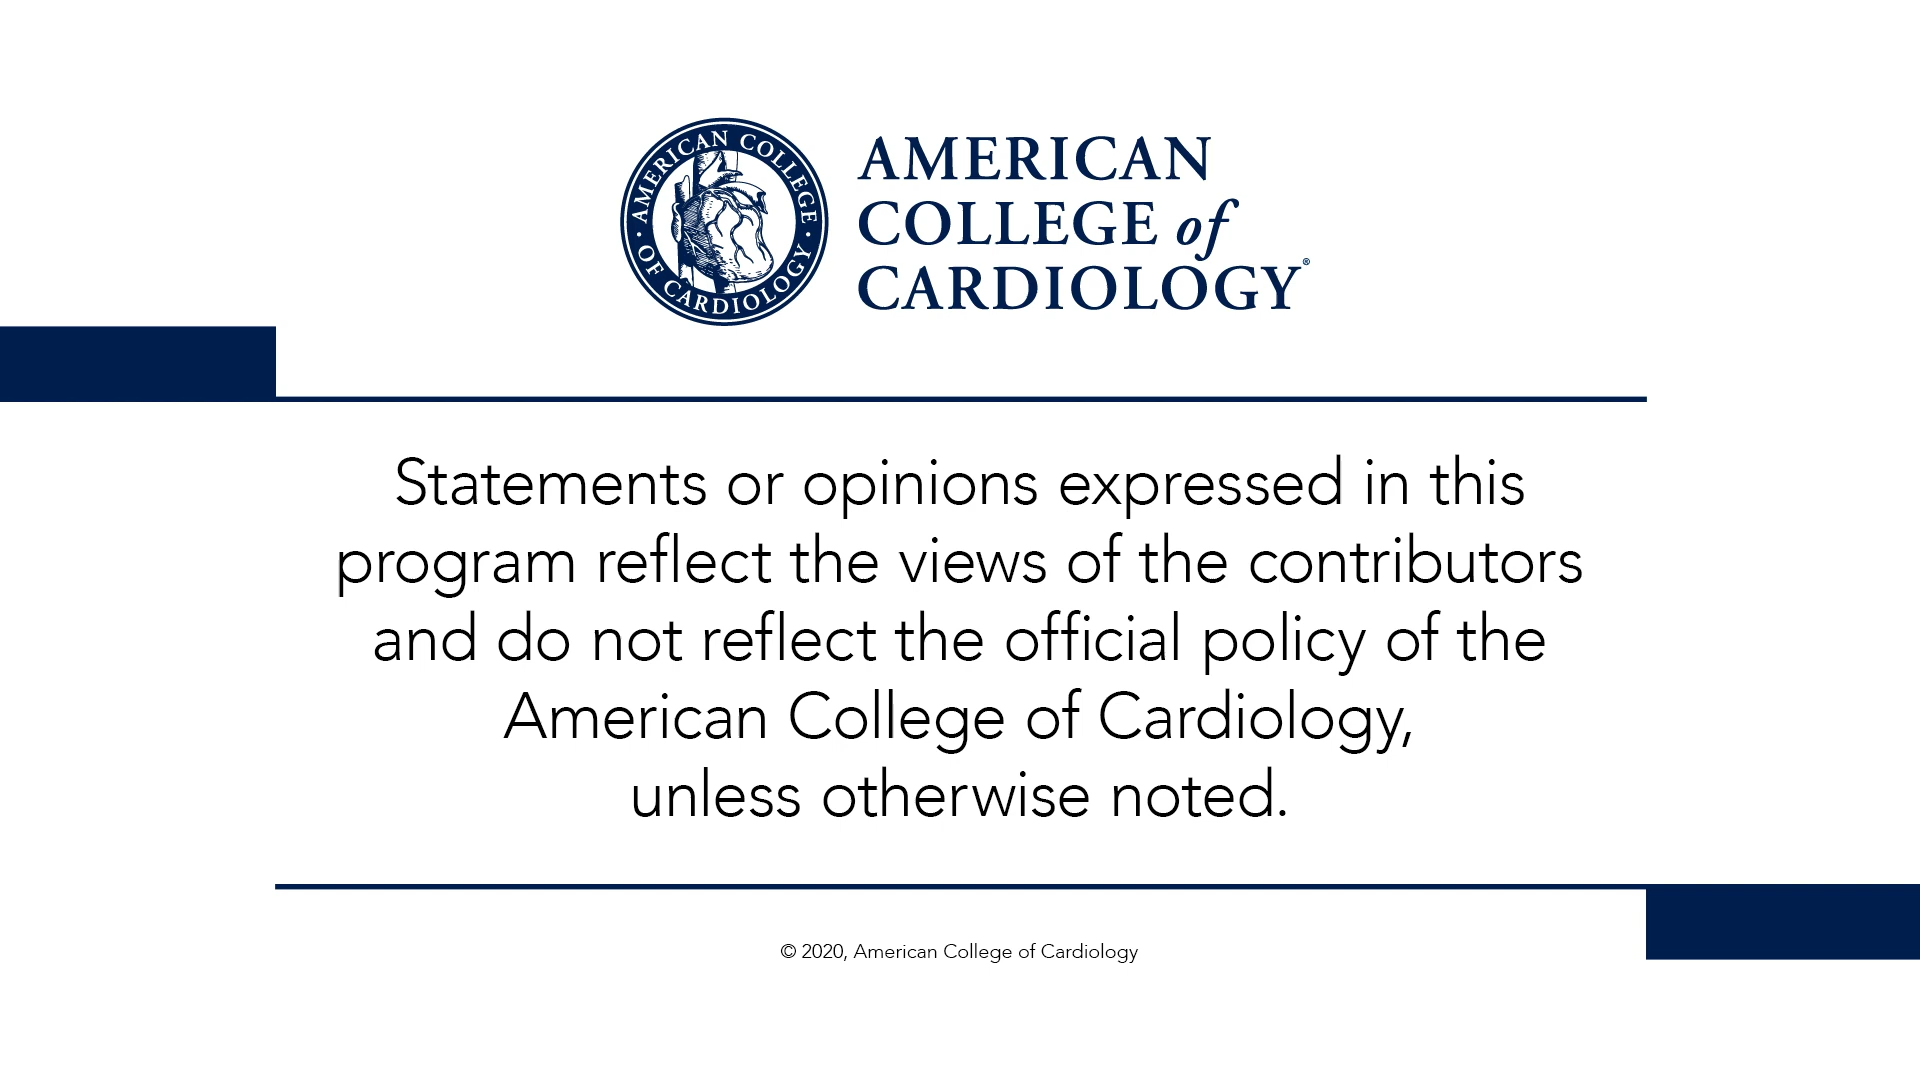 AMERICAN COLLEGE
· OF CARDIOLOGY ·
AMERICAN
COLLEGE of
CARDIOLOGY®
Statements or opinions expressed in this
program reflect the views of the contributors
and do not reflect the official policy of the
American College of Cardiology,
unless otherwise noted.
© 2020, American College of Cardiology